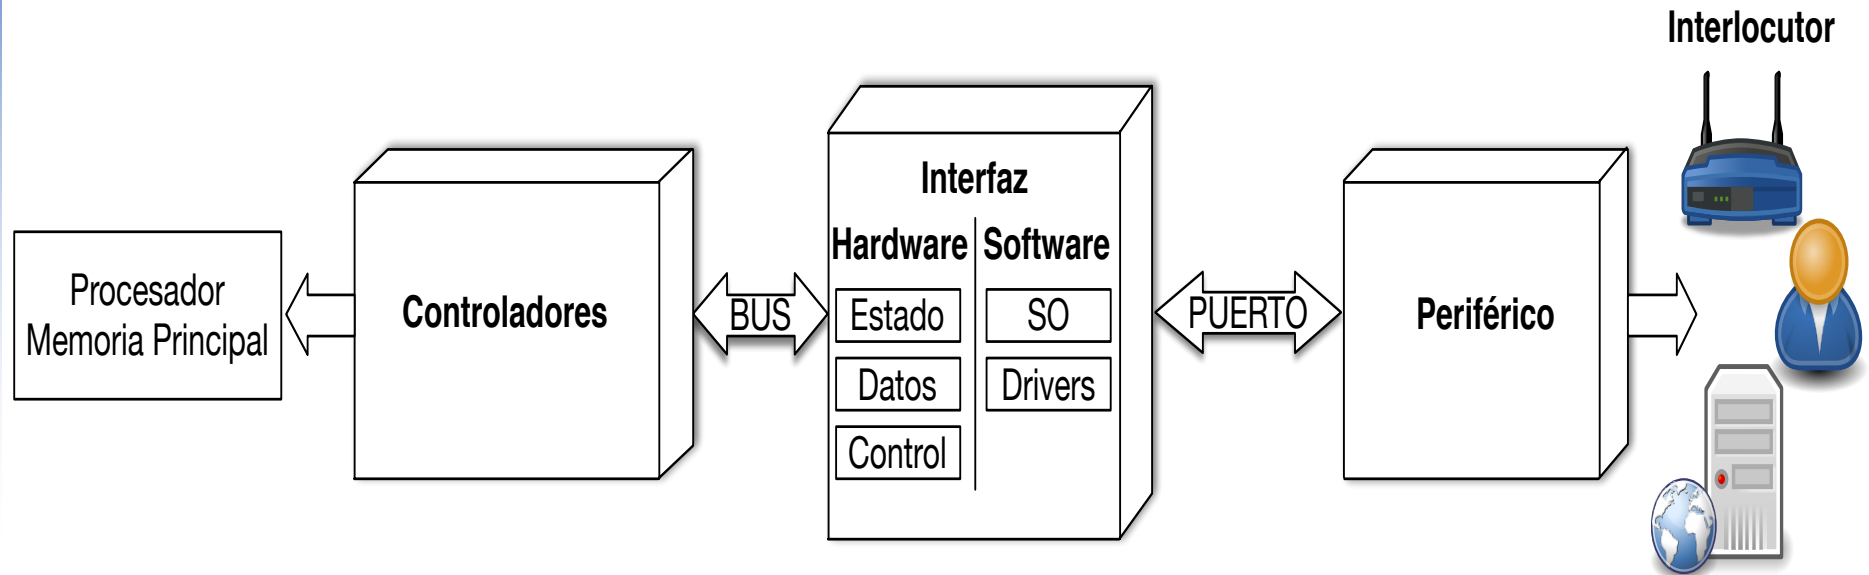 Interlocutor
Procesador
Memoria Principal
Controladores
BUS
Interfaz
Hardware
Software
Estado
SO
Datos
Drivers
Control
PUERTO
Periférico